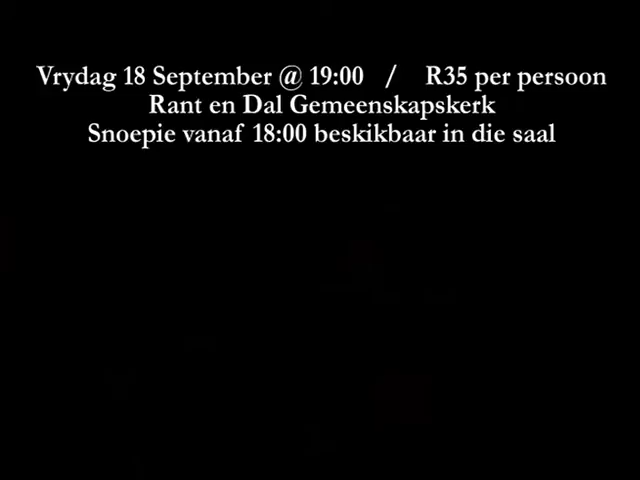 Vrydag 18 September @ 19:00 / R35 per persoon
Rant en Dal Gemeenskapskerk
Snoepie vanaf 18:00 beskikbaar in die saal